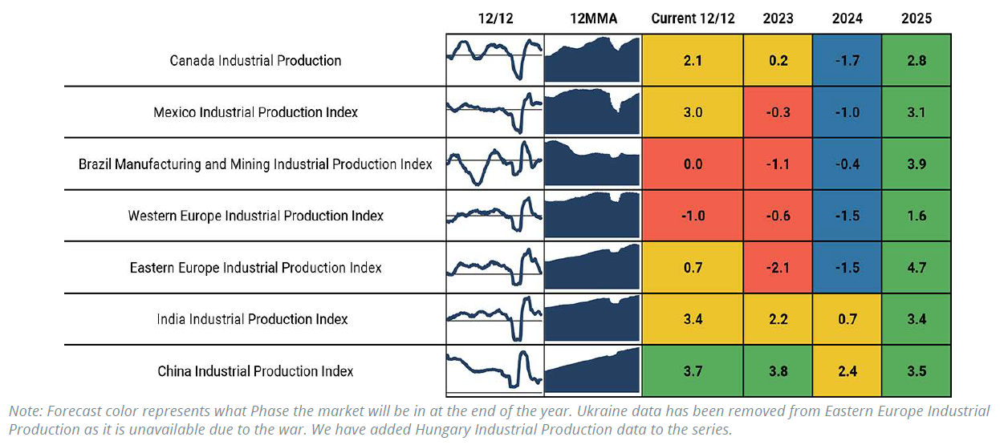 12/12 12MMA Current 12/12 2023 2024 2025
Canada Industrial Production 2.1 0.2 -1.7 2.8
Mexico Industrial Production Index 3.0 -0.3 -1.0 3.1
Brazil Manufacturing and Mining Industrial Production Index 0.0 -1.1 -0.4 3.9
Western Europe Industrial Production Index -1.0 -0.6 -1.5 1.6
Eastern Europe Industrial Production Index 0.7 -2.1 -1.5 4.7
India Industrial Production Index 3.4 2.2 0.7 3.4
China Industrial Production Index 3.7 3.8 2.4 3.5
Note: Forecast color represents what Phase the market will be in at the end of the year. Ukraine data has been removed from Eastern Europe Industrial
Production as it is unavailable due to the war. We have added Hungary Industrial Production data to the series.